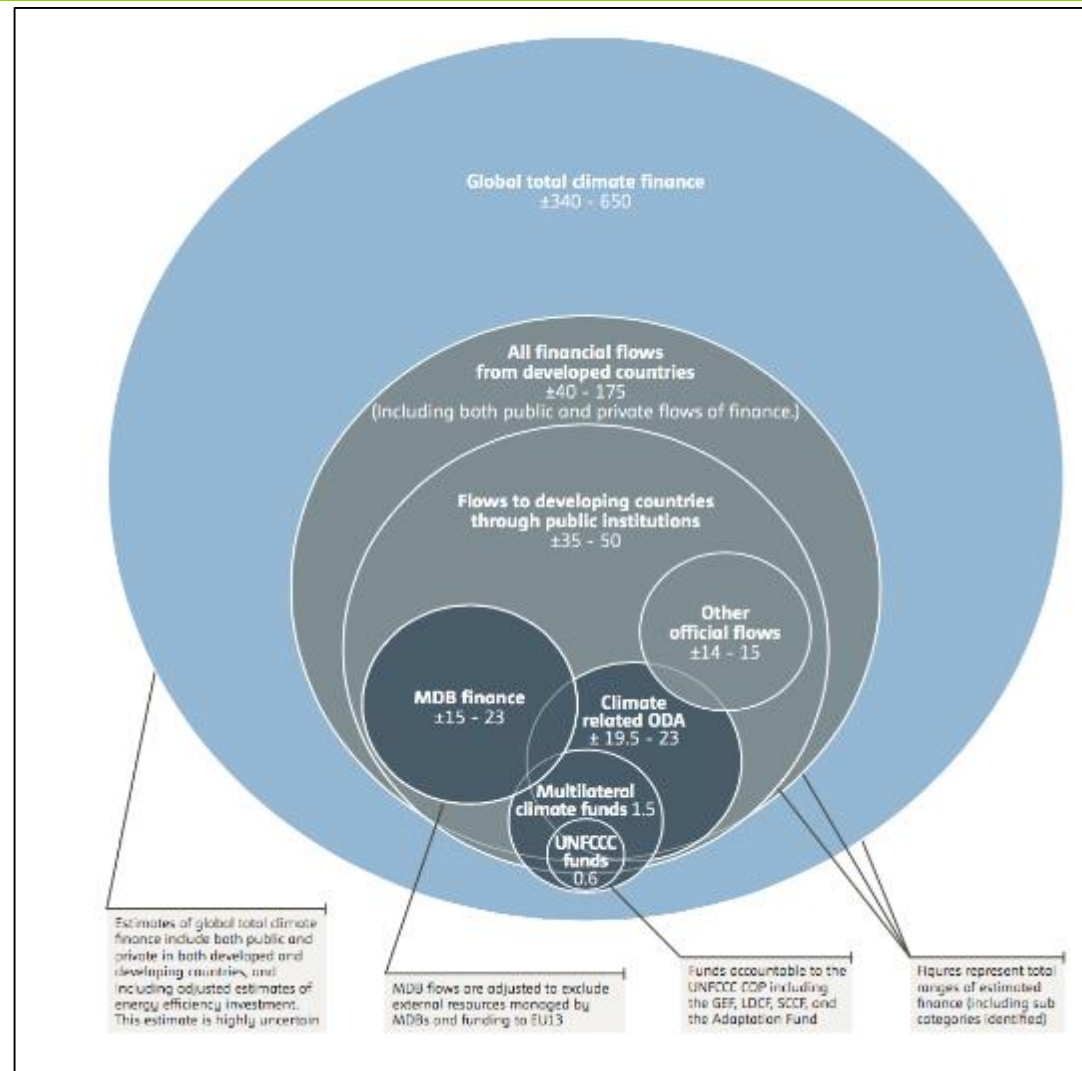 Global total climate finance
±340 - 650
All financial flows
from developed countries
±40 - 175
(Including both public and private flows of finance.)
Flows to developing countries
through public institutions
±35 - 50
Other
official flows
±14 - 15
MDB finance
±15 - 23
Climate
related ODA
± 19.5 - 23
Multilateral
climate funds 1.5
UNFCCC
funds
0.6
Estimates of global total climate
finance include both public and
private in both developed and
developing countries, and
including adjusted estimates of
energy efficiency investment.
This estimate is highly uncertain
MDB flows are adjusted to exclude
external resources managed by
MDBs and funding to EU13
Funds accountable to the
UNFCCC COP including
the GEF, LDCF, SCCF, and
the Adaptation Fund
Figures represent total
ranges of estimated
finance (including sub
categories identified)